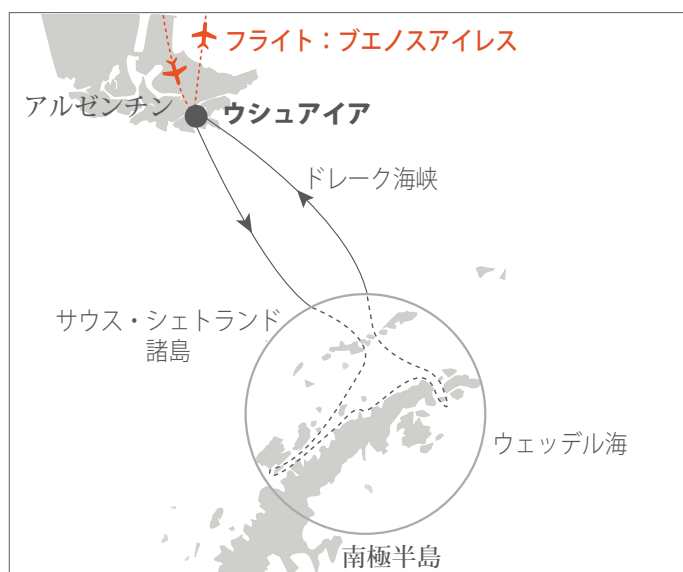 フライト：ブエノスアイレス
アルゼンチン
ウシュアイア
ドレーク海峡
サウス・シェトランド
諸島
ウェッデル海
南極半島